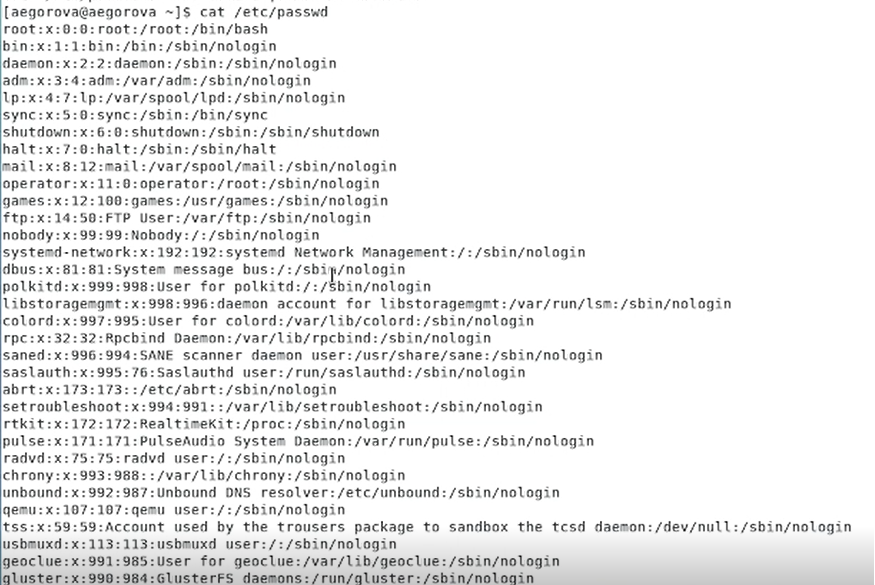 [aegorova@aegorova ~]$ cat /etc/passwd
root:x:0:0:root:/root:/bin/bash
bin:x:1:1:bin:/bin:/sbin/nologin
daemon:x:2:2:daemon:/sbin:/sbin/nologin
adm:x:3:4:adm:/var/adm:/sbin/nologin
lp:x:4:7:lp:/var/spool/lpd:/sbin/nologin
sync:x:5:0:sync:/sbin:/bin/sync
shutdown:x:6:0:shutdown:/sbin:/sbin/shutdown
halt:x:7:0:halt:/sbin:/sbin/halt
mail:x:8:12:mail:/var/spool/mail:/sbin/nologin
operator:x:11:0:operator:/root:/sbin/nologin
games:x:12:100:games:/usr/games:/sbin/nologin
ftp:x:14:50:FTP User:/var/ftp:/sbin/nologin
nobody:x:99:99:Nobody:/:/sbin/nologin
systemd-network:x:192:192:systemd Network Management:/:/sbin/nologin
dbus:x:81:81:System message bus:/:/sbin/nologin
polkitd:x:999:998:User for polkitd:/:/sbin/nologin
libstoragemgmt:x:998:996:daemon account for libstoragemgmt:/var/run/lsm:/sbin/nologin
colord:x:997:995:User for colord:/var/lib/colord:/sbin/nologin
rpc:x:32:32:Rpcbind Daemon:/var/lib/rpcbind:/sbin/nologin
saned:x:996:994:SANE scanner daemon user:/usr/share/sane:/sbin/nologin
saslauth:x:995:76:Saslauthd user:/run/saslauthd:/sbin/nologin
abrt:x:173:173::/etc/abrt:/sbin/nologin
setroubleshoot:x:994:991::/var/lib/setroubleshoot:/sbin/nologin
rtkit:x:172:172:RealtimeKit:/proc:/sbin/nologin
pulse:x:171:171:PulseAudio System Daemon:/var/run/pulse:/sbin/nologin
radvd:x:75:75:radvd user:/:/sbin/nologin
chrony:x:993:988::/var/lib/chrony:/sbin/nologin
unbound:x:992:987:Unbound DNS resolver:/etc/unbound:/sbin/nologin
qemu:x:107:107:qemu user:/:/sbin/nologin
tss:x:59:59:Account used by the trousers package to sandbox the tcsd daemon:/dev/null:/sbin/nologin
usbmuxd:x:113:113:usbmuxd user:/:/sbin/nologin
geoclue:x:991:985:User for geoclue:/var/lib/geoclue:/sbin/nologin
gluster:x:990:984:GlusterFS daemons:/run/gluster:/sbin/nologin